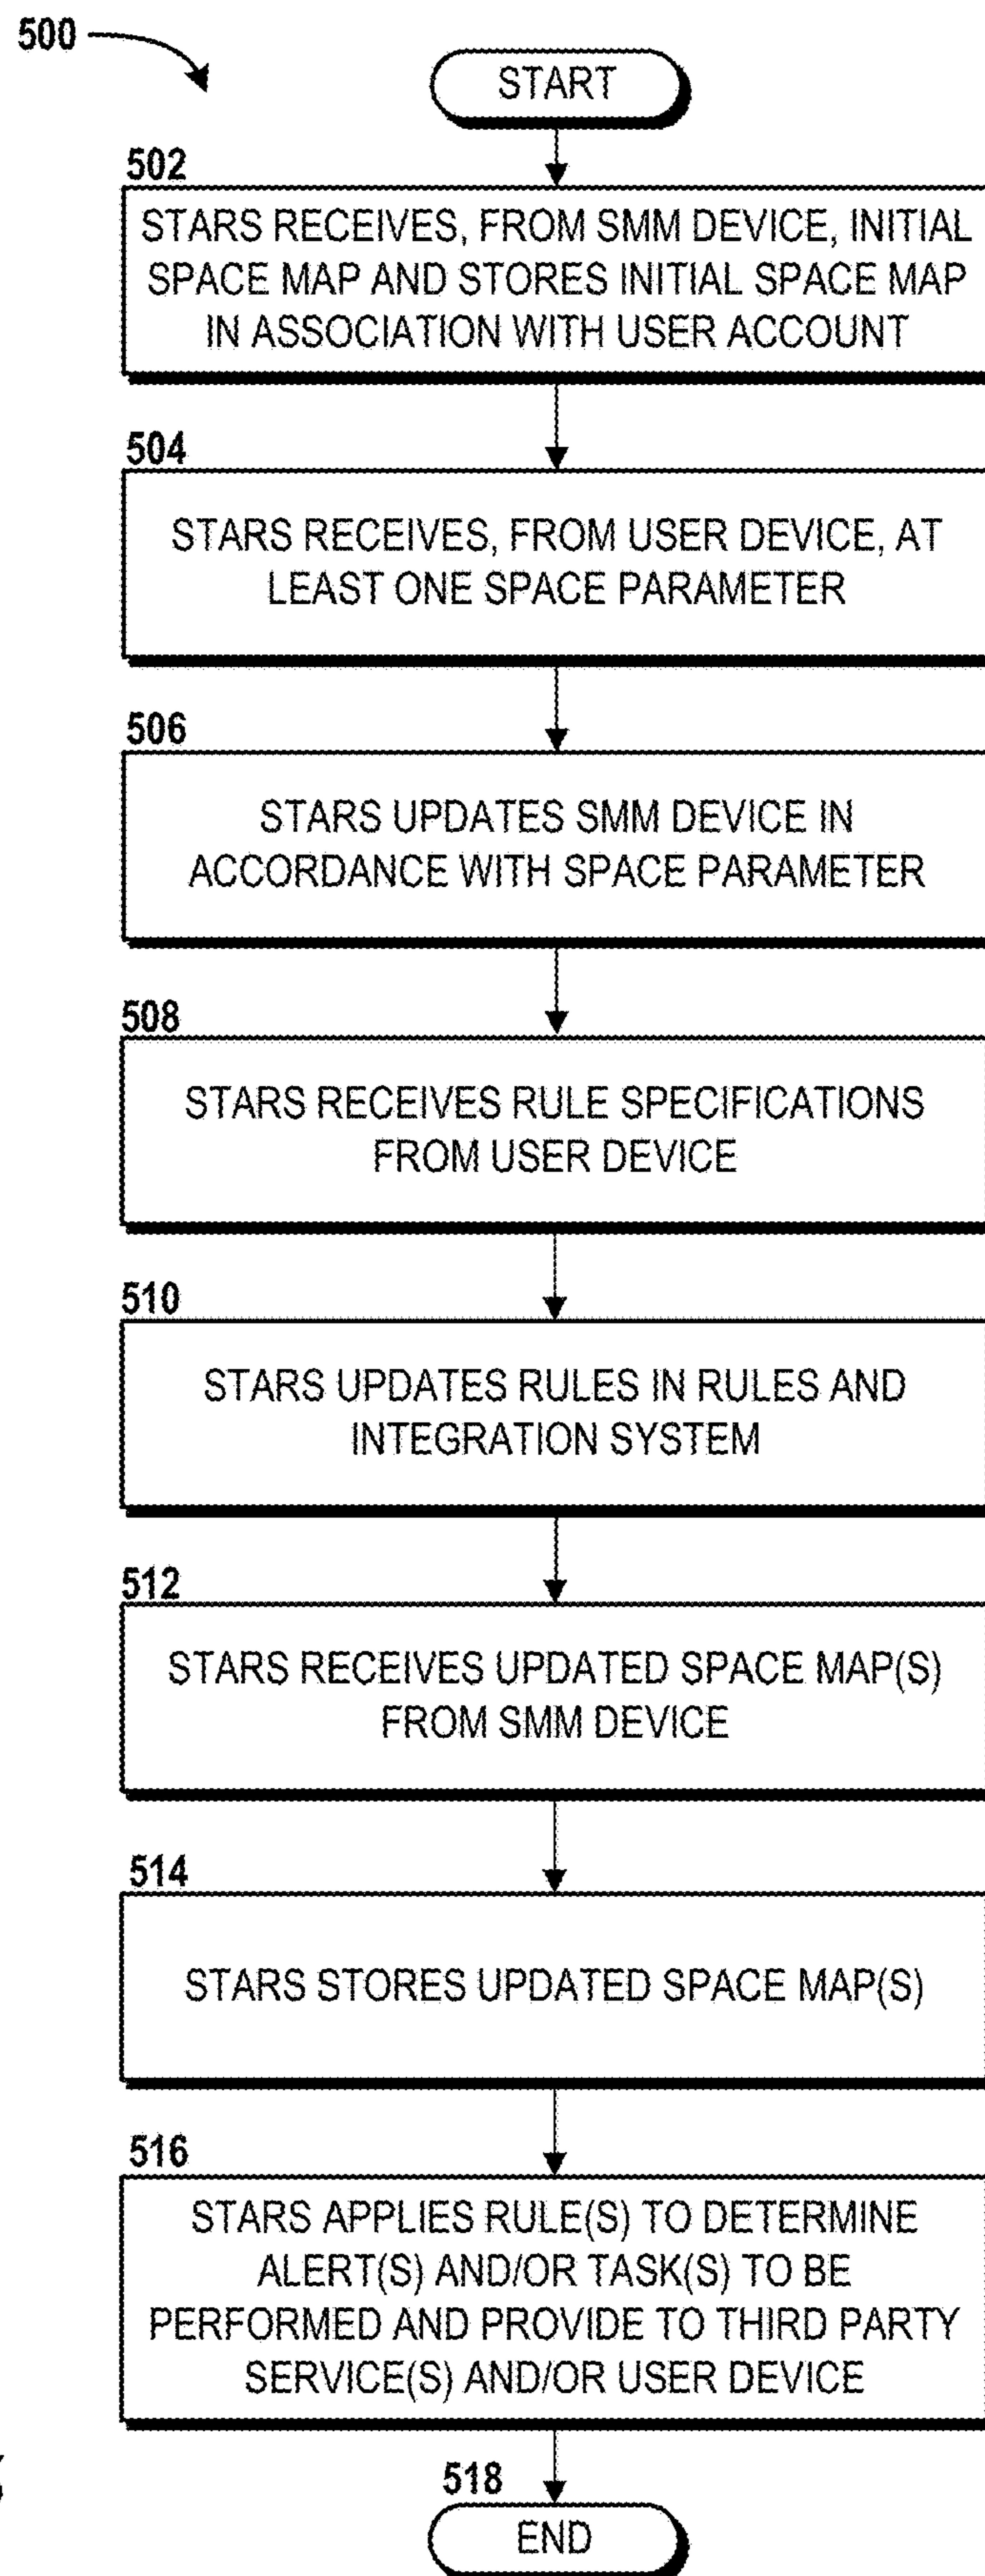 500
START
502
STARS RECEIVES, FROM SMM DEVICE, INITIAL
SPACE MAP AND STORES INITIAL SPACE MAP
IN ASSOCIATION WITH USER ACCOUNT
504
STARS RECEIVES, FROM USER DEVICE, AT
LEAST ONE SPACE PARAMETER
506
STARS UPDATES SMM DEVICE IN
ACCORDANCE WITH SPACE PARAMETER
508
STARS RECEIVES RULE SPECIFICATIONS
FROM USER DEVICE
510
STARS UPDATES RULES IN RULES AND
INTEGRATION SYSTEM
512
STARS RECEIVES UPDATED SPACE MAP(S)
FROM SMM DEVICE
514
STARS STORES UPDATED SPACE MAP(S)
516
STARS APPLIES RULE(S) TO DETERMINE
ALERT(S) AND/OR TASK(S) TO BE
PERFORMED AND PROVIDE TO THIRD PARTY
SERVICE(S) AND/OR USER DEVICE
518
END